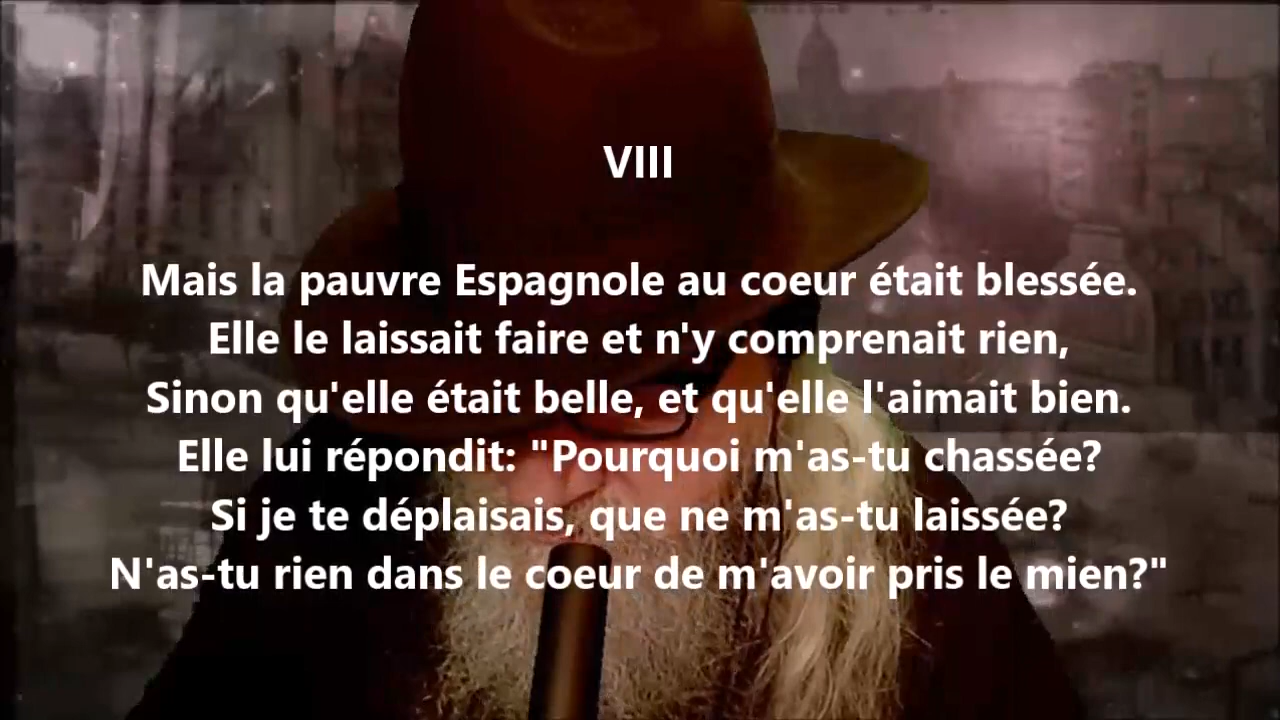 VIII
Mais la pauvre Espagnole au coeur était blessée.
Elle le laissait faire et n'y comprenait rien,
Sinon qu'elle était belle, et qu'elle l'aimait bien.
Elle lui répondit: "Pourquoi m'as-tu chassée?
Si je te déplaisais, que ne m'as-tu laissée?
N'as-tu rien dans le coeur de m'avoir pris le mien?"